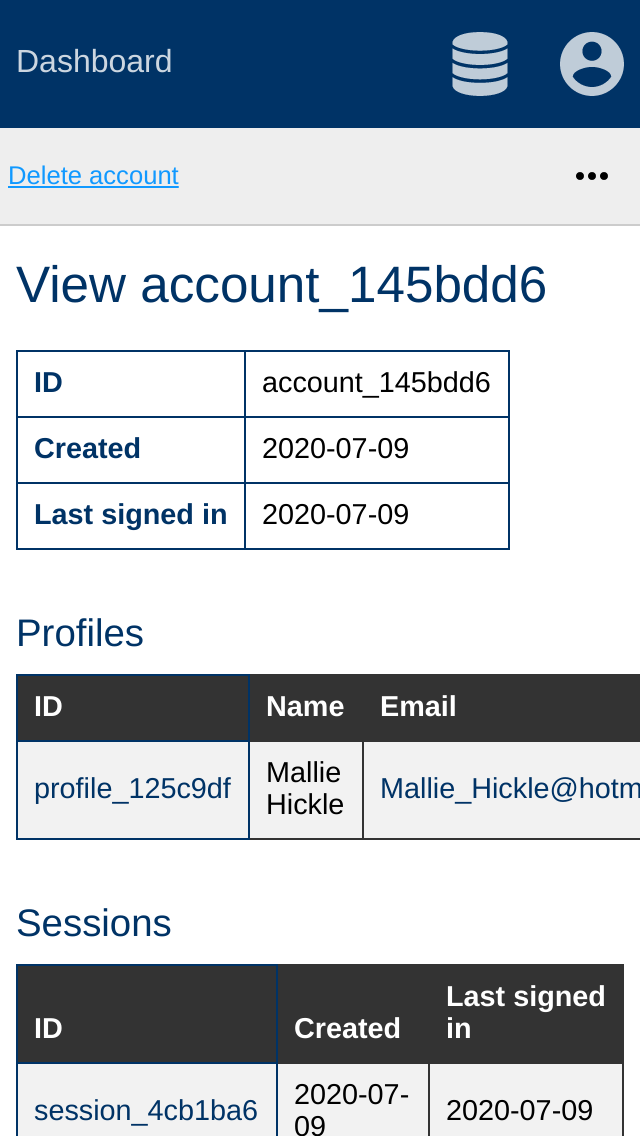 Dashboard
Delete account
View account_145bdd6
ID account_145bdd6
Created 2020-07-09
Last signed in 2020-07-09
Profiles
ID Name Email
profile_125c9df Mallie Hickle Mallie_Hickle@hotm
Sessions
ID Created Last signed in
session_4cb1ba6 2020-07-09 2020-07-09